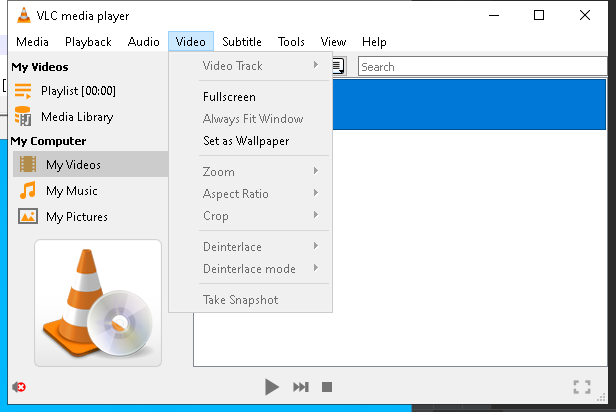 VLC media player
Media Playback Audio Video Subtitle Tools View Help
My Videos
Playlist [00:00]
Media Library
My Computer
My Videos
My Music
My Pictures
Video Track
Fullscreen
Always Fit Window
Set as Wallpaper
Zoom
Aspect Ratio
Crop
Deinterlace
Deinterlace mode
Take Snapshot
Search